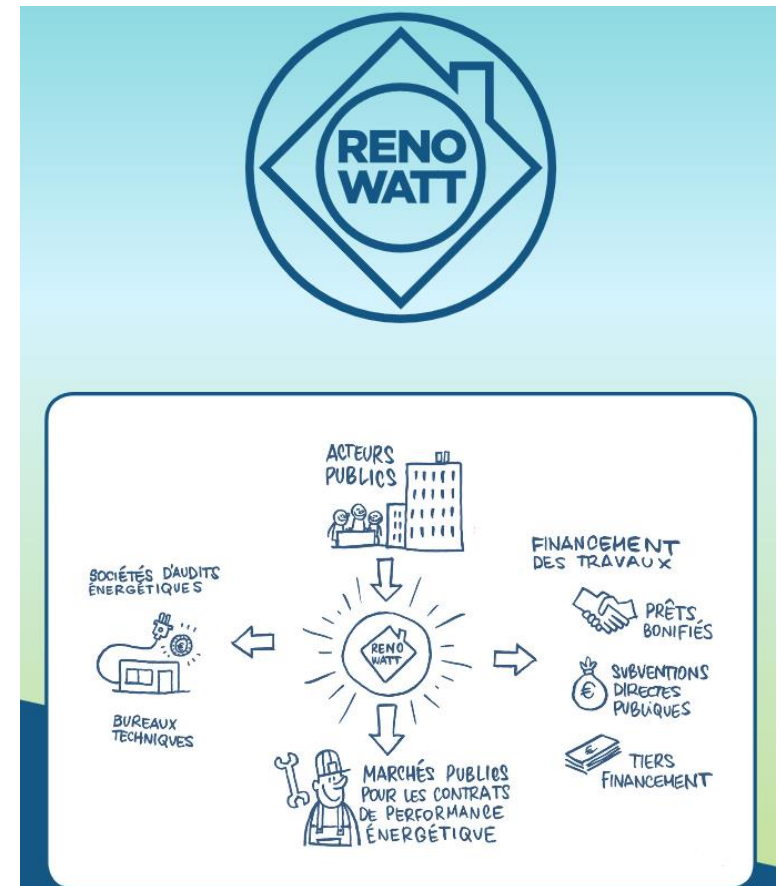 RENO
WATT
ACTEURS
PUBLICS
SOCIÉTÉS D'AUDITS
ÉNERGÉTIQUES
€
BUREAUX
TECHNIQUES
RENO
WATT
FINANCEMENT
DES TRAVAUX
PRÊTS
BONIFIÉS
€
SUBVENTIONS
DIRECTES
PUBLIQUES
€
TIERS
FINANCEMENT
MARCHÉS PUBLICS
POUR LES CONTRATS
DE PERFORMANCE
ÉNERGÉTIQUE